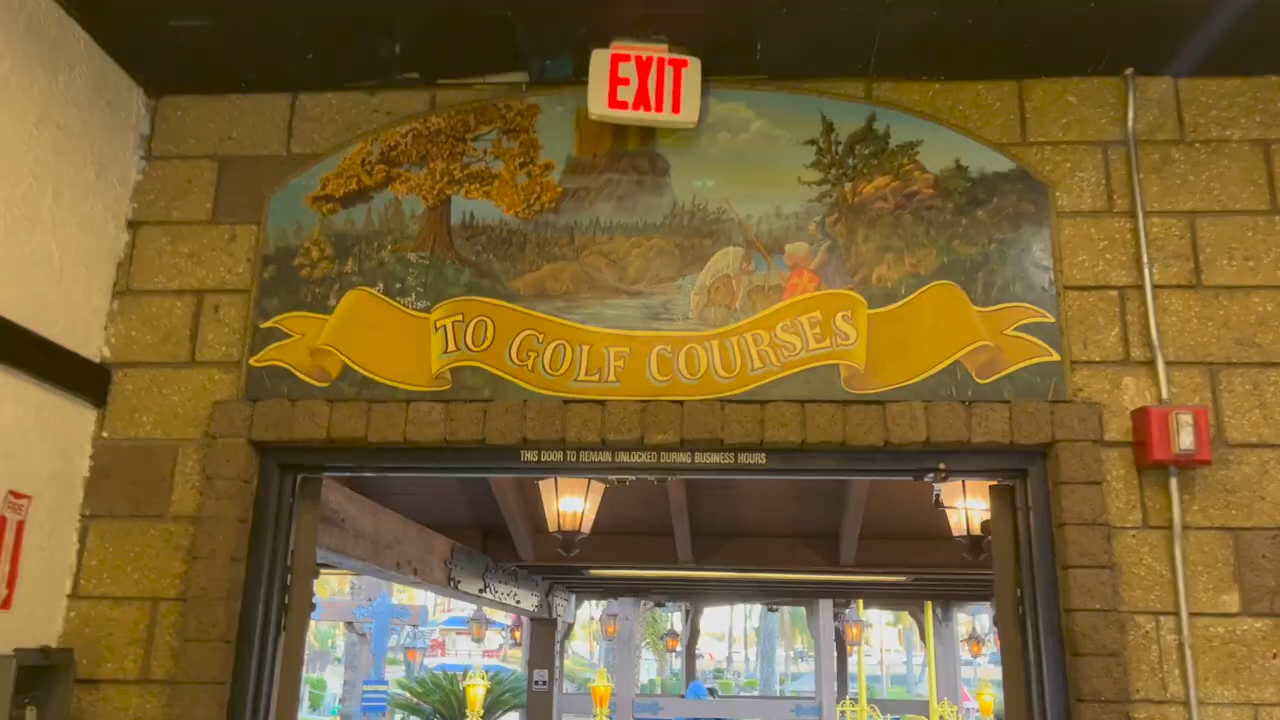 EXIT
TO GOLF COURSES
THIS DOOR TO REMAIN UNLOCKED DURING BUSINESS HOURS
FIRE